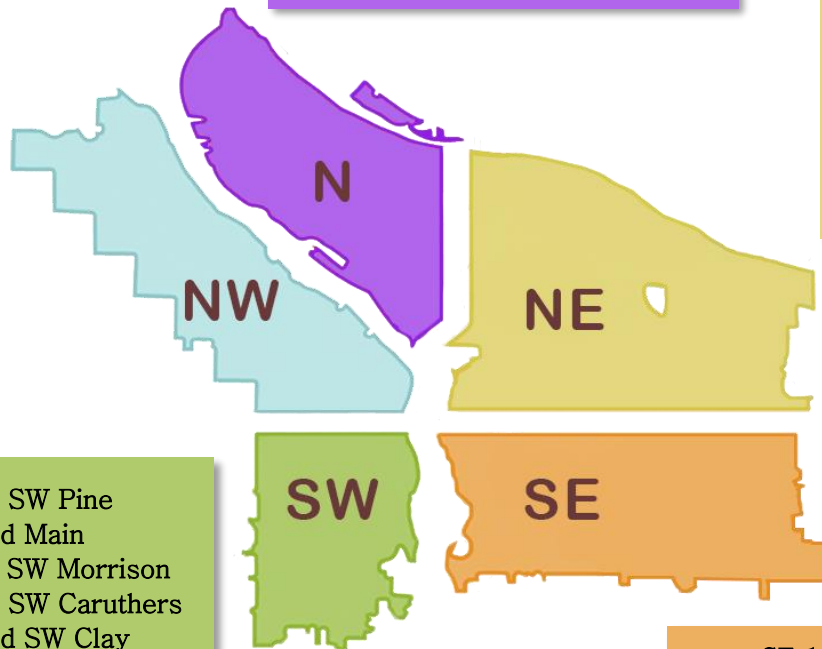 N
NW
NE
SW
SE
SW Pine
d Main
SW Morrison
SW Caruthers
d SW Clay